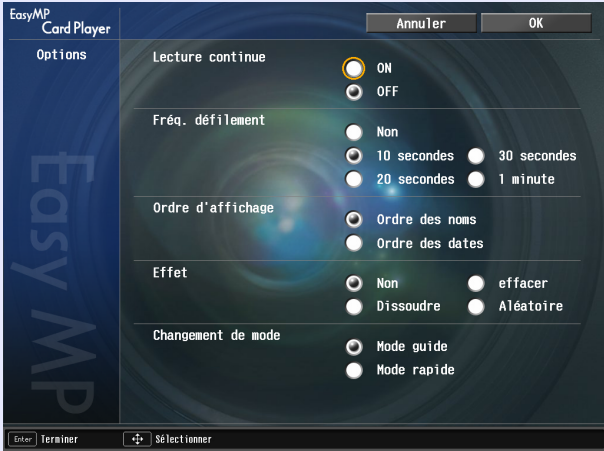 EasyMP
Card Player
Annuler
OK
Options
Lecture continue
ON
OFF
Fréq. défilement
Non
10 secondes
30 secondes
20 secondes
1 minute
Ordre d'affichage
Ordre des noms
Ordre des dates
Effet
Non
effacer
Dissoudre
Aléatoire
Changement de mode
Mode guide
Mode rapide
Easy MP
Enter Terminer
Sélectionner